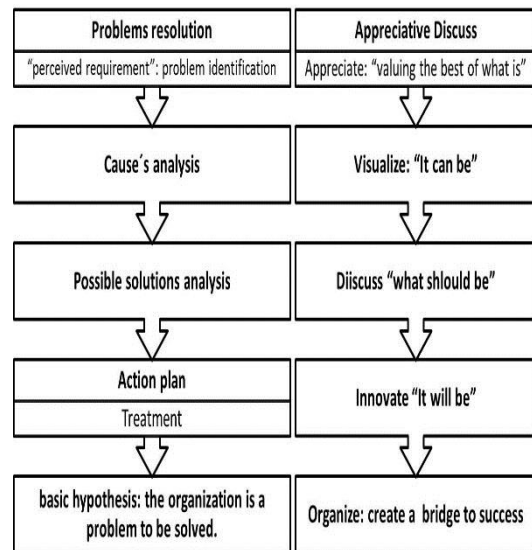 Problems resolution
"perceived requirement": problem identification
Cause´s analysis
Possible solutions analysis
Action plan
Treatment
basic hypothesis: the organization is a
problem to be solved.
Appreciative Discuss
Appreciate: "valuing the best of what is"
Visualize: "It can be"
Diiscuss "what shlould be"
Innovate "It will be"
Organize: create a bridge to success